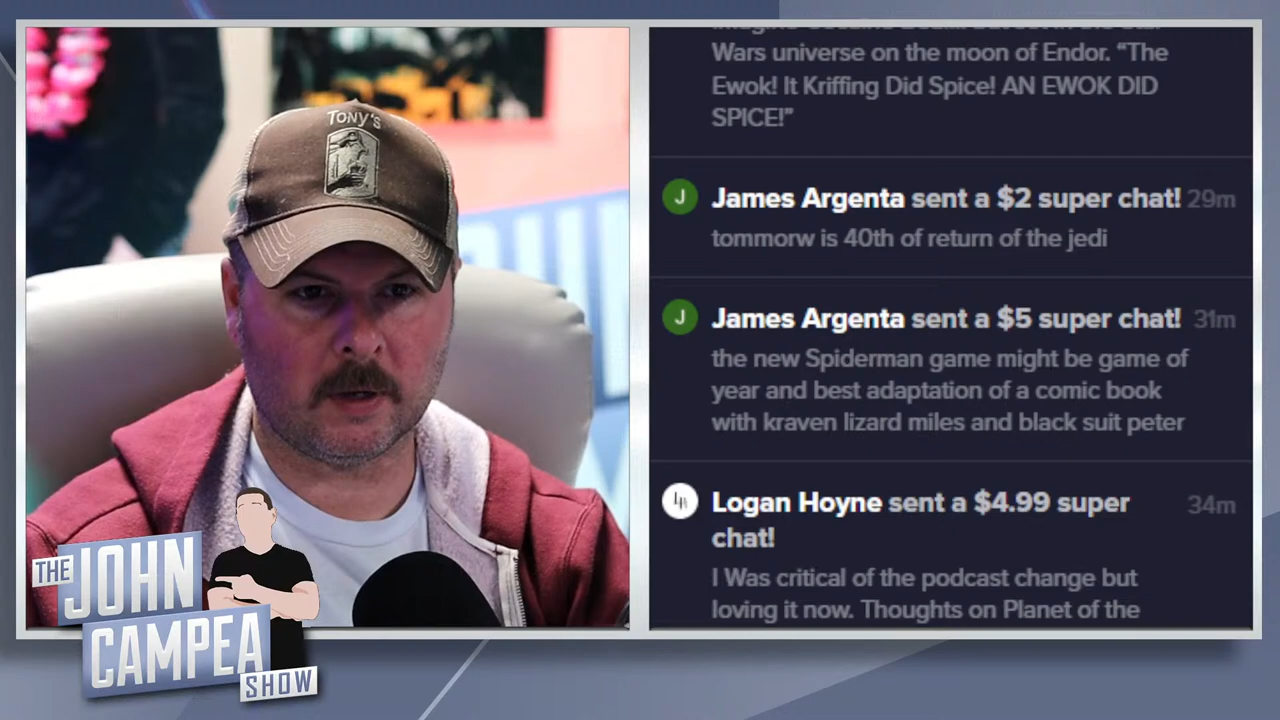 TONY'S
THE
JOHN
CAMPEA
SHOW
Wars universe on the moon of Endor. “The
Ewok! It Kriffing Did Spice! AN EWOK DID
SPICE!”
J
James Argenta sent a $2 super chat! 29m
tommorw is 40th of return of the jedi
J
James Argenta sent a $5 super chat! 31m
the new Spiderman game might be game of
year and best adaptation of a comic book
with kraven lizard miles and black suit peter
Logan Hoyne sent a $4.99 super 34m
chat!
I Was critical of the podcast change but
loving it now. Thoughts on Planet of the